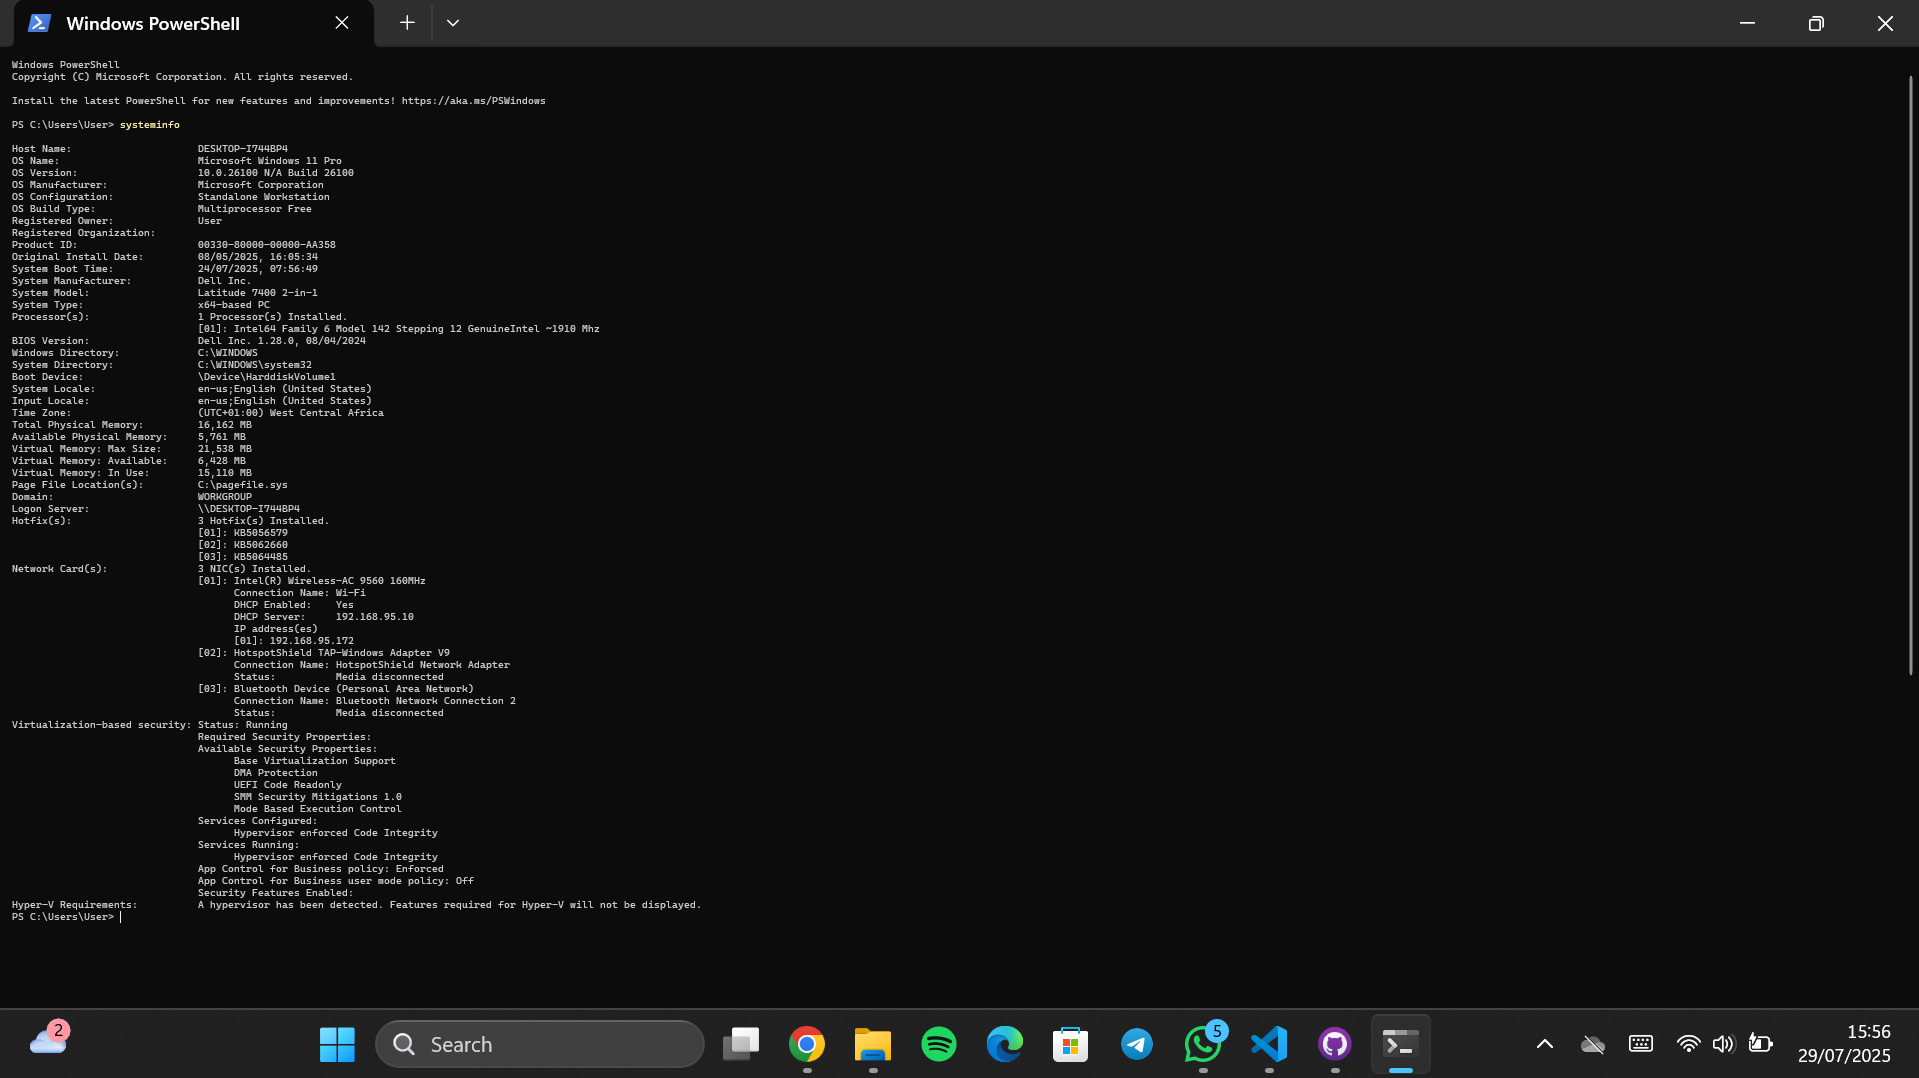 Windows PowerShell
Windows PowerShell
Copyright (C) Microsoft Corporation. All rights reserved.
Install the latest PowerShell for new features and improvements! https://aka.ms/PSWindows
PS C:\Users\User> systeminfo
Host Name: DESKTOP-I744BP4
OS Name: Microsoft Windows 11 Pro
OS Version: 10.0.26100 N/A Build 26100
OS Manufacturer: Microsoft Corporation
OS Configuration: Standalone Workstation
OS Build Type: Multiprocessor Free
Registered Owner: User
Registered Organization:
Product ID: 00330-80000-00000-AA358
Original Install Date: 08/05/2025, 16:05:34
System Boot Time: 24/07/2025, 07:56:49
System Manufacturer: Dell Inc.
System Model: Latitude 7400 2-in-1
System Type: x64-based PC
Processor(s): 1 Processor(s) Installed.
[01]: Intel64 Family 6 Model 142 Stepping 12 GenuineIntel ~1910 Mhz
BIOS Version: Dell Inc. 1.28.0, 08/04/2024
Windows Directory: C:\WINDOWS
System Directory: C:\WINDOWS\system32
Boot Device: \Device\HarddiskVolume1
System Locale: en-us;English (United States)
Input Locale: en-us;English (United States)
Time Zone: (UTC+01:00) West Central Africa
Total Physical Memory: 16,162 MB
Available Physical Memory: 5,761 MB
Virtual Memory: Max Size: 21,538 MB
Virtual Memory: Available: 6,428 MB
Virtual Memory: In Use: 15,110 MB
Page File Location(s): C:\pagefile.sys
Domain: WORKGROUP
Logon Server: \\DESKTOP-I744BP4
Hotfix(s): 3 Hotfix(s) Installed.
[01]: KB5056579
[02]: KB5062660
[03]: KB5064485
Network Card(s): 3 NIC(s) Installed.
[01]: Intel(R) Wireless-AC 9560 160MHz
Connection Name: Wi-Fi
DHCP Enabled: Yes
DHCP Server: 192.168.95.10
IP address(es)
[01]: 192.168.95.172
[02]: HotspotShield TAP-Windows Adapter V9
Connection Name: HotspotShield Network Adapter
Status: Media disconnected
[03]: Bluetooth Device (Personal Area Network)
Connection Name: Bluetooth Network Connection 2
Status: Media disconnected
Virtualization-based security: Status: Running
Required Security Properties:
Available Security Properties:
Base Virtualization Support
DMA Protection
UEFI Code Readonly
SMM Security Mitigations 1.0
Mode Based Execution Control
Services Configured:
Hypervisor enforced Code Integrity
Services Running:
Hypervisor enforced Code Integrity
App Control for Business policy: Enforced
App Control for Business user mode policy: Off
Security Features Enabled:
Hyper-V Requirements: A hypervisor has been detected. Features required for Hyper-V will not be displayed.
PS C:\Users\User>
2
Search
5
15:56
29/07/2025